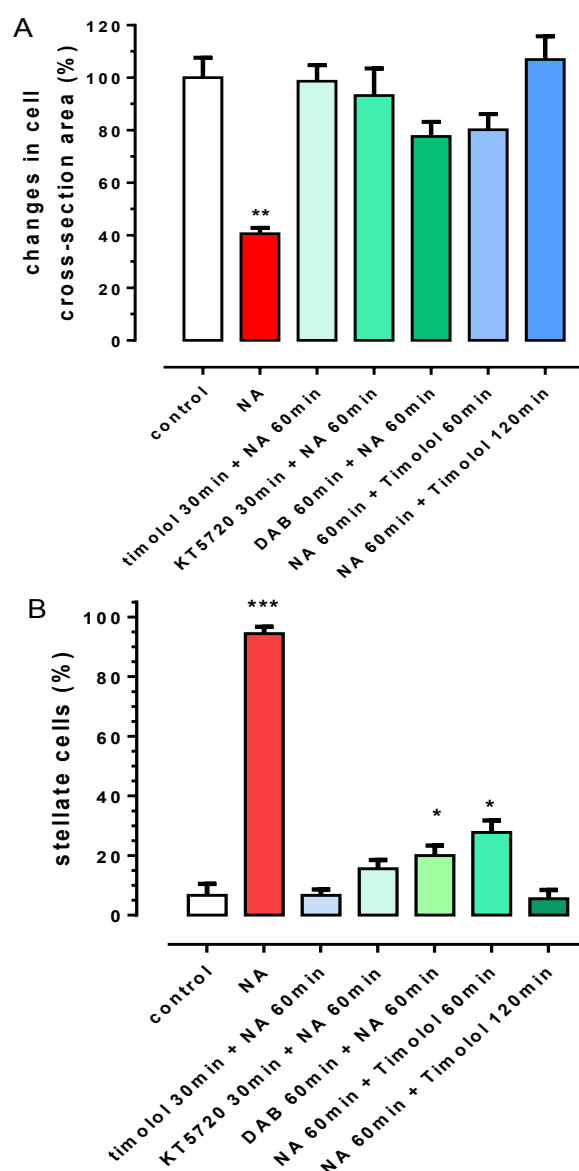 A
changes in cell
cross-section area (%)
120
100
80
60
40
20
0
**
control
NA
timolol 30min + NA 60min
KT5720 30min + NA 60min
DAB 60min + NA 60min
NA 60min + Timolol 60min
NA 60min + Timolol 120min
B
stellate cells (%)
100
80
60
40
20
0
***
*
*
control
NA
timolol 30min + NA 60min
KT5720 30min + NA 60min
DAB 60min + NA 60min
NA 60min + Timolol 60min
NA 60min + Timolol 120min